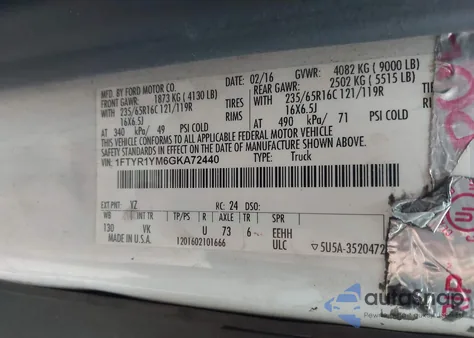 MFD. BY FORD MOTOR CO.
DATE: 02/16 GVWR: 4082 KG ( 9000 LB)
FRONT GAWR: 1873 KG ( 4130 LB) REAR GAWR: 2502 KG ( 5515 LB)
235/65R16C 121/119R TIRES WITH 235/65R16C 121/119R
16X6.5J RIMS 16X6.5J
AT 340 kPa/ 49 PSI COLD AT 490 kPa/ 71
THIS VEHICLE CONFORMS TO ALL APPLICABLE FEDERAL MOTOR VEHICLE
SAFETY STANDARDS IN EFFECT ON THE DATE OF MANUFACTURE SHOWN ABOVE.
VIN: 1FTYR1YM6GKA72440 TYPE: Truck
EXT PNT: YZ RC: 24 DSO:
INT TR TP/PS R AXLE TR SPR
130 VK U 73 6 EEHH
MADE IN U.S.A. 1201602101666 ULC ▽5U5A-3520472
autoSnap